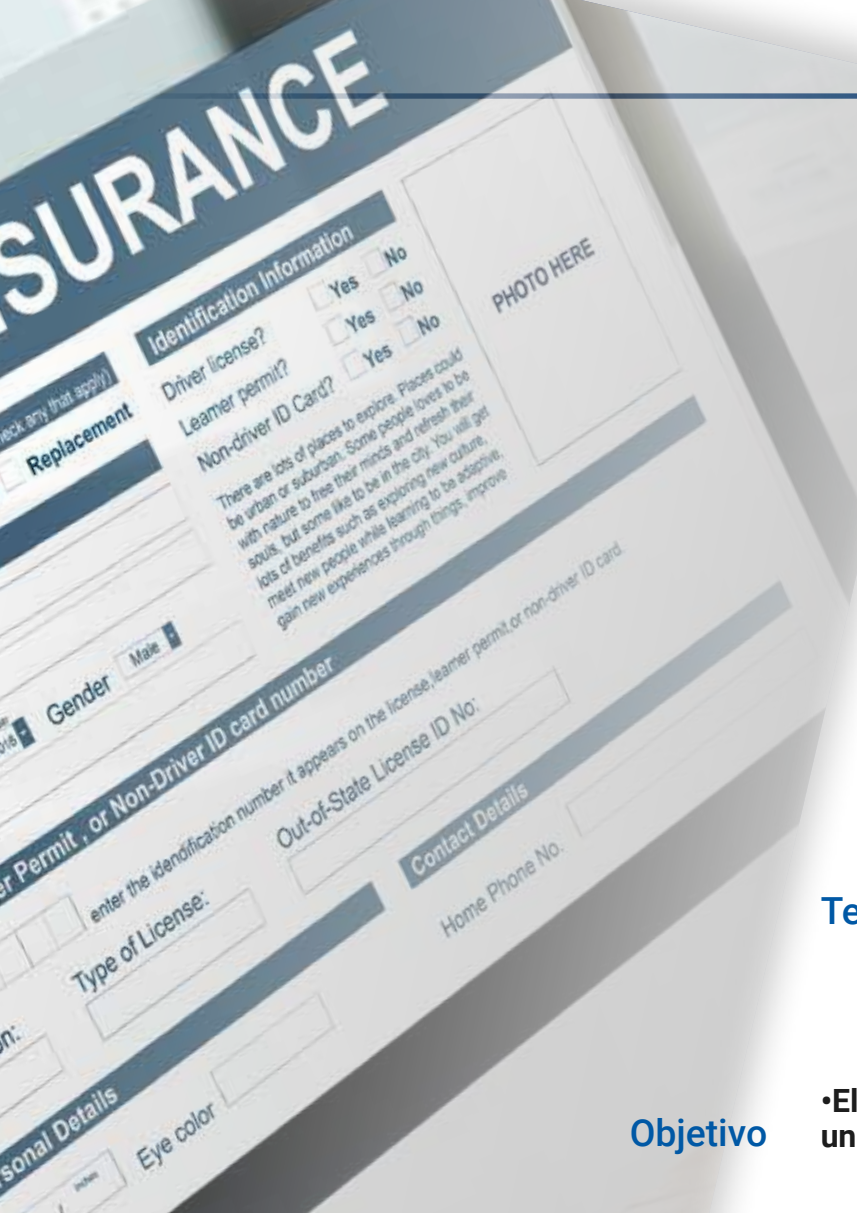 SURANCE
Identification Information
Driver license? Yes No
Learner permit? Yes No
Non-driver ID Card? Yes No
PHOTO HERE
eck any that apply)
Replacement
There are lots of places to explore. Places could
be urban or suburban. Some people loves to be
with nature to free their minds and refresh their
souls, but some like to be in the city. You will get
lots of benefits such as exploring new culture,
meet new people while learning to be adaptive,
gain new experiences through things, improve
Gender Male
er Permit , or Non-Driver ID card number
enter the idendification number it appears on the license,learner permit,or non-driver ID card.
Type of License:
Out-of-State License ID No:
on:
Contact Details
Home Phone No.
sonal Details
inches
Eye color
Te
Objetivo
•El
un